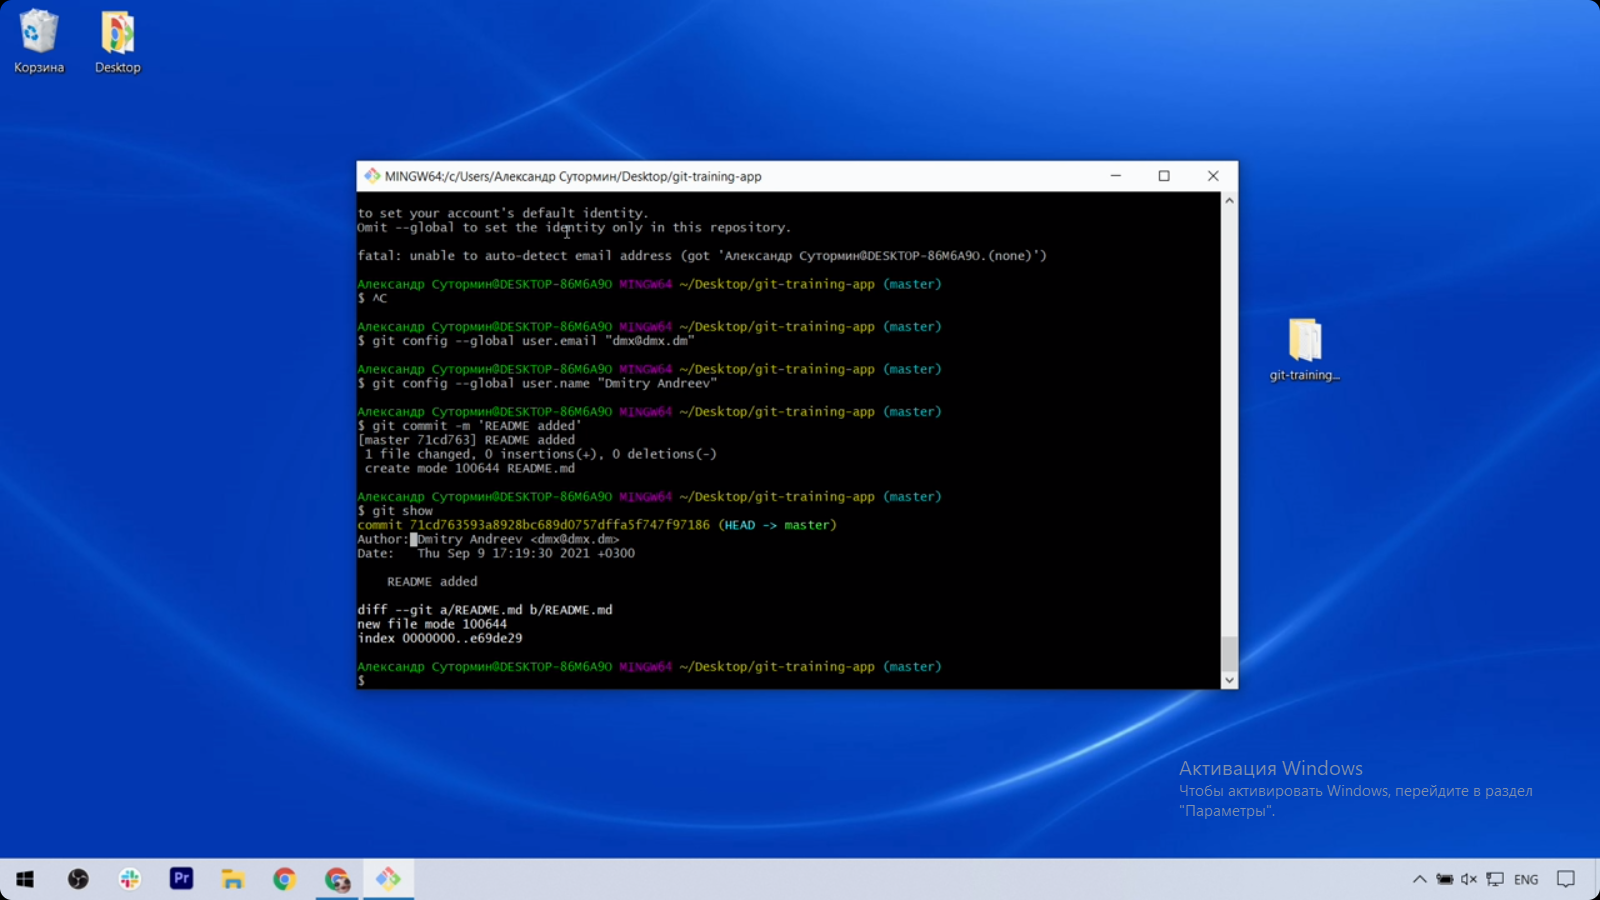 Корзина
Desktop
MINGW64:/c/Users/Александр Сутормин/Desktop/git-training-app
to set your account's default identity.
Omit --global to set the identity only in this repository.
fatal: unable to auto-detect email address (got 'Александр Сутормин@DESKTOP-86M6A9O.(none)')
Александр Сутормин@DESKTOP-86M6A9O MINGW64 ~/Desktop/git-training-app (master)
$ ^C
Александр Сутормин@DESKTOP-86M6A9O MINGW64 ~/Desktop/git-training-app (master)
$ git config --global user.email "dmx@dmx.dm"
Александр Сутормин@DESKTOP-86M6A9O MINGW64 ~/Desktop/git-training-app (master)
$ git config --global user.name "Dmitry Andreev"
Александр Сутормин@DESKTOP-86M6A9O MINGW64 ~/Desktop/git-training-app (master)
$ git commit -m 'README added'
[master 71cd763] README added
1 file changed, 0 insertions(+), 0 deletions(-)
create mode 100644 README.md
Александр Сутормин@DESKTOP-86M6A9O MINGW64 ~/Desktop/git-training-app (master)
$ git show
commit 71cd763593a8928bc689d0757dffa5f747f97186 (HEAD -> master)
Author: Dmitry Andreev <dmx@dmx.dm>
Date:   Thu Sep 9 17:19:30 2021 +0300
README added
diff --git a/README.md b/README.md
new file mode 100644
index 0000000..e69de29
Александр Сутормин@DESKTOP-86M6A9O MINGW64 ~/Desktop/git-training-app (master)
$
git-training...
Активация Windows
Чтобы активировать Windows, перейдите в раздел
"Параметры".
Pr
ENG